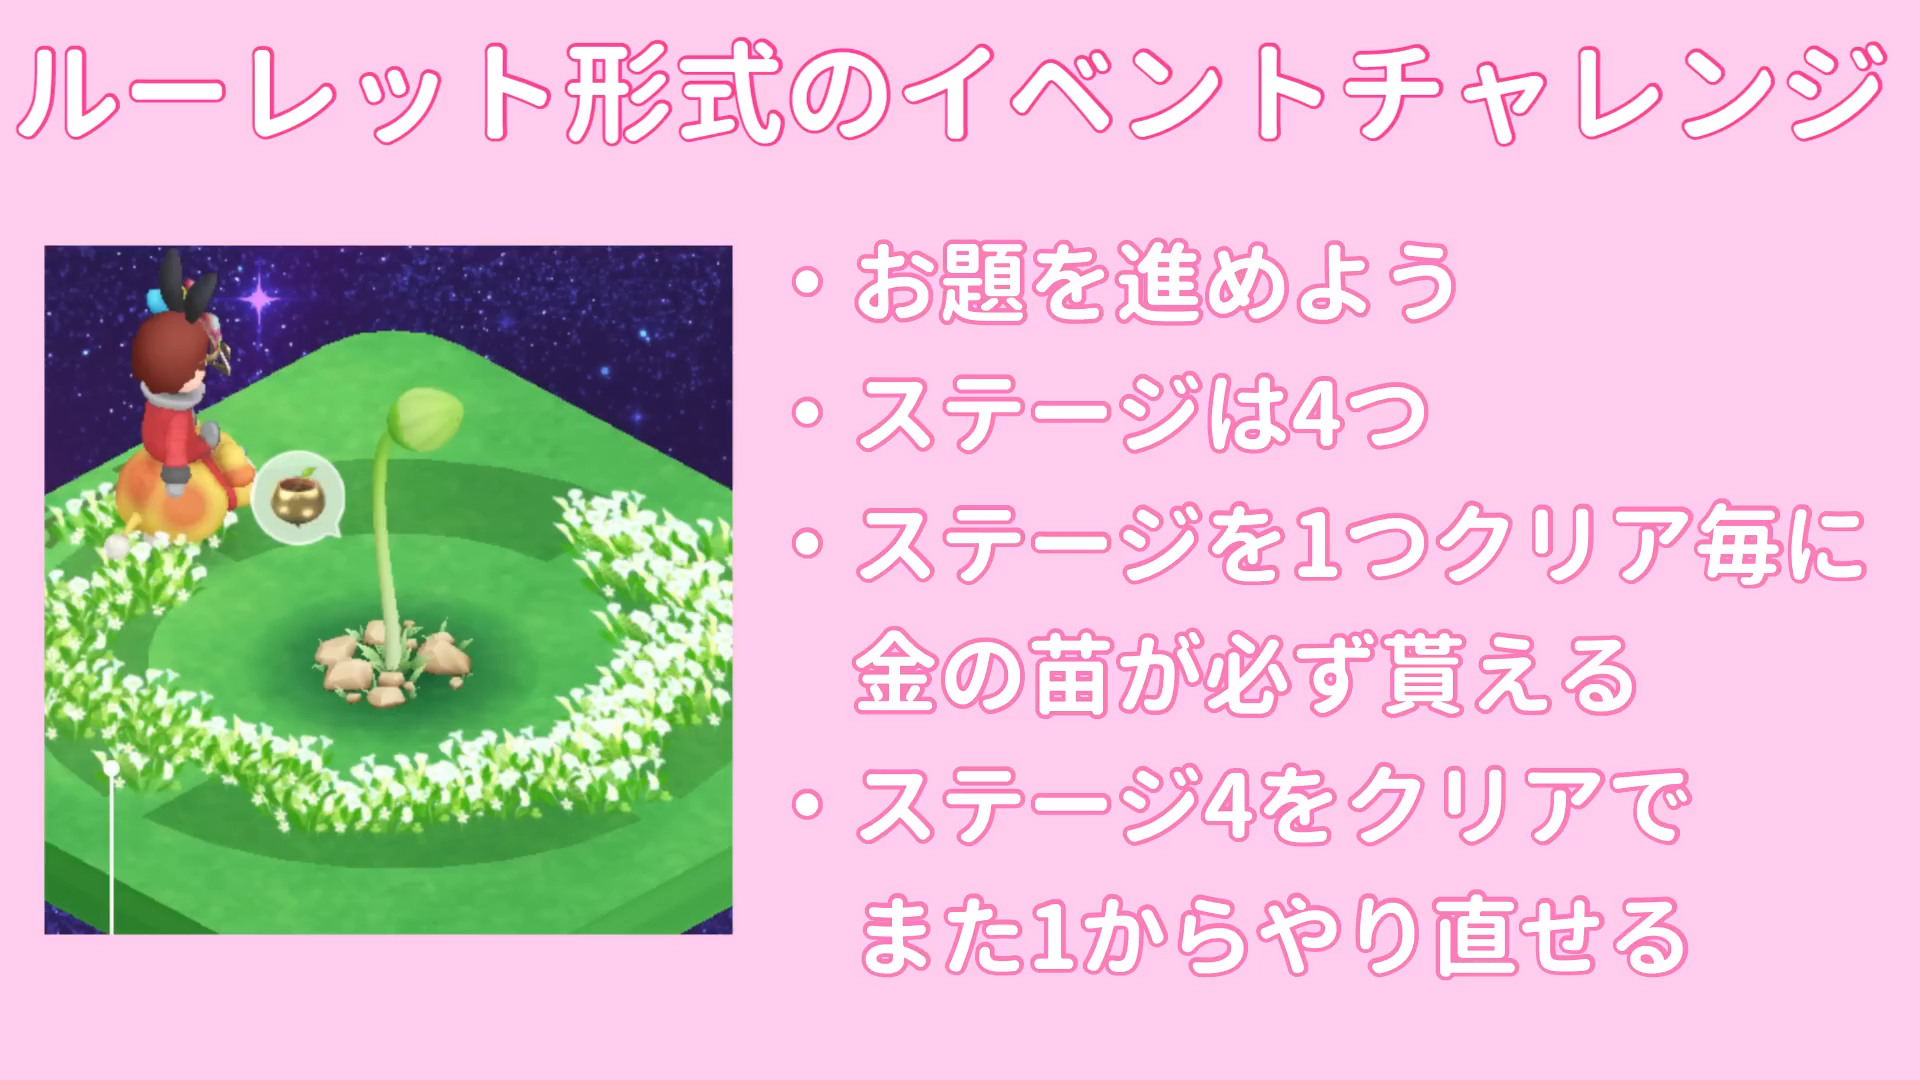 ルーレット形式のイベントチャレンジ
・お題を進めよう
・ステージは4つ
・ステージを1つクリア毎に
金の苗が必ず貰える
・ステージ4をクリアで
また1からやり直せる